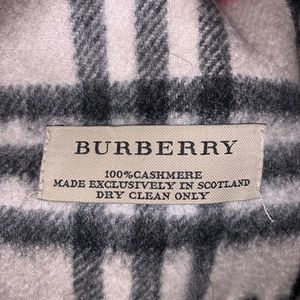 BURBERRY
100%CASHMERE
MADE EXCLUSIVELY IN SCOTLAND
DRY CLEAN ONLY